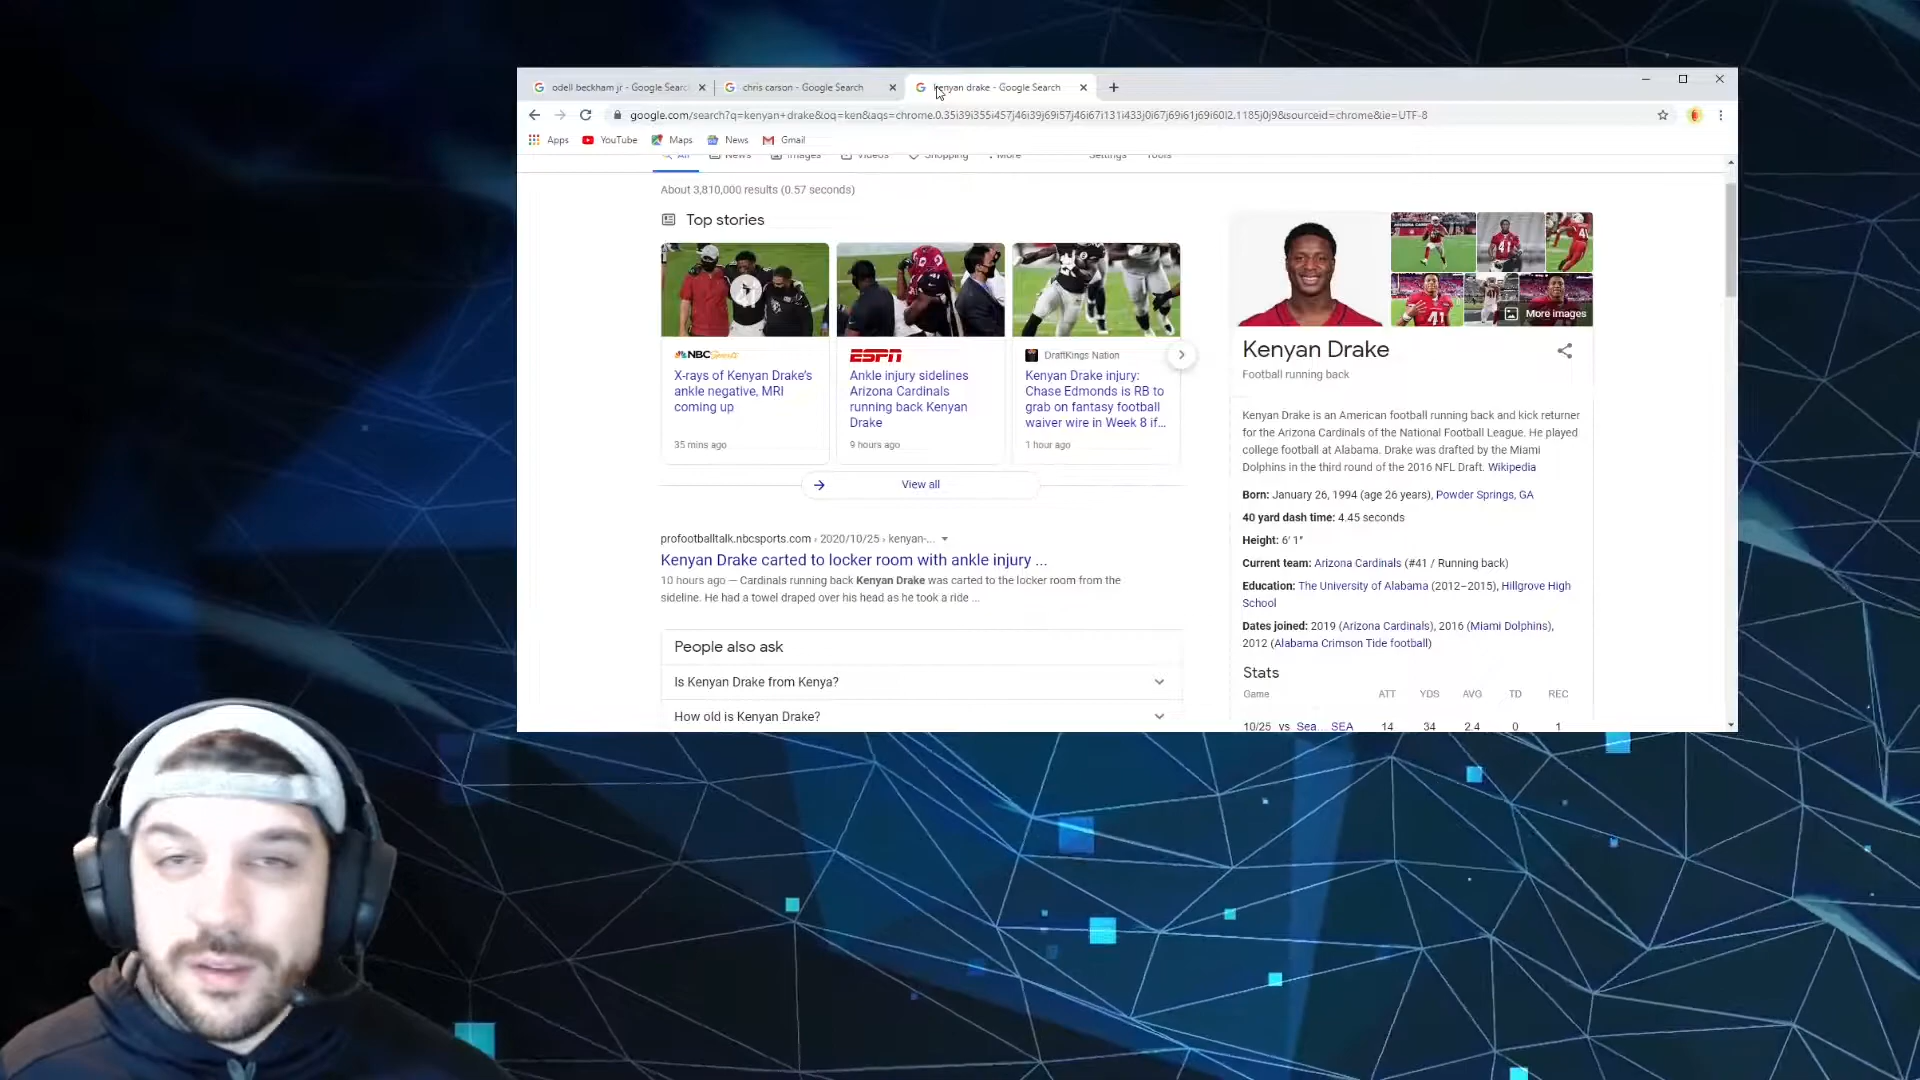 odell beckham jr - Google Searc
chris carson - Google Search
kenyan drake - Google Search
google.com/search?q=kenyan+drake&oq=ken&aqs=chrome.0.35i39i355i457j46i39j69i57j46i67i131i433j0i67j69i61j69i60l2.1185j0j9&sourceid=chrome&ie=UTF-8
Apps
YouTube
Maps
News
Gmail
All
News
Images
Videos
Shopping
More
Settings
Tools
About 3,810,000 results (0.57 seconds)
Top stories
NBC Sports
X-rays of Kenyan Drake's
ankle negative, MRI
coming up
35 mins ago
ESPN
Ankle injury sidelines
Arizona Cardinals
running back Kenyan
Drake
9 hours ago
DraftKings Nation
Kenyan Drake injury:
Chase Edmonds is RB to
grab on fantasy football
waiver wire in Week 8 if...
1 hour ago
View all
profootballtalk.nbcsports.com › 2020/10/25 › kenyan-...
Kenyan Drake carted to locker room with ankle injury ...
10 hours ago — Cardinals running back Kenyan Drake was carted to the locker room from the
sideline. He had a towel draped over his head as he took a ride ...
People also ask
Is Kenyan Drake from Kenya?
How old is Kenyan Drake?
More images
Kenyan Drake
Football running back
Kenyan Drake is an American football running back and kick returner
for the Arizona Cardinals of the National Football League. He played
college football at Alabama. Drake was drafted by the Miami
Dolphins in the third round of the 2016 NFL Draft. Wikipedia
Born: January 26, 1994 (age 26 years), Powder Springs, GA
40 yard dash time: 4.45 seconds
Height: 6′ 1″
Current team: Arizona Cardinals (#41 / Running back)
Education: The University of Alabama (2012–2015), Hillgrove High
School
Dates joined: 2019 (Arizona Cardinals), 2016 (Miami Dolphins),
2012 (Alabama Crimson Tide football)
Stats
Game ATT YDS AVG TD REC
10/25 vs Sea... SEA 14 34 2.4 0 1